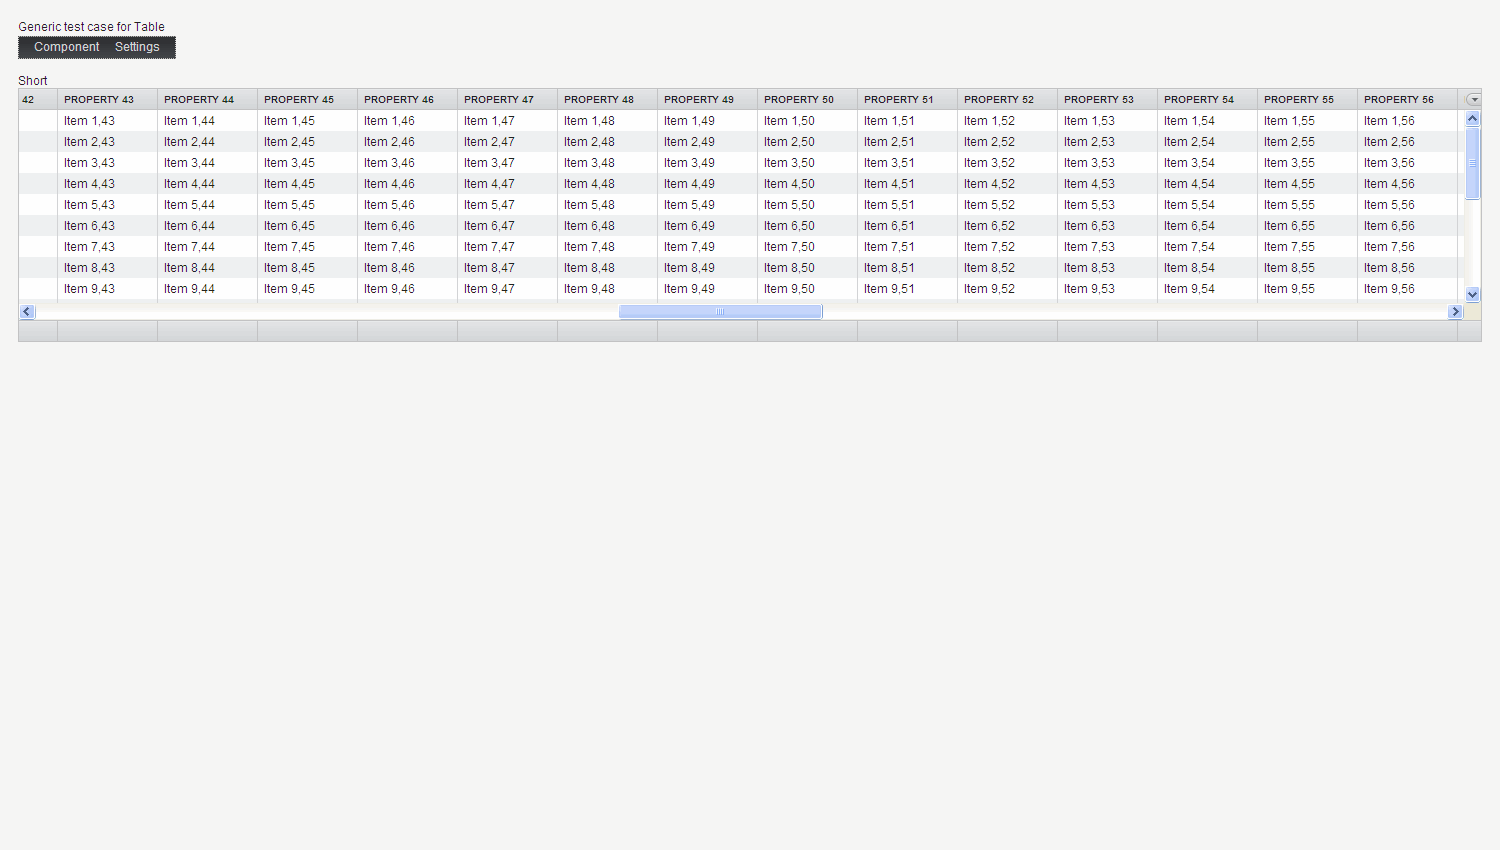 Generic test case for Table
Component Settings
Short
42 PROPERTY 43 PROPERTY 44 PROPERTY 45 PROPERTY 46 PROPERTY 47 PROPERTY 48 PROPERTY 49 PROPERTY 50 PROPERTY 51 PROPERTY 52 PROPERTY 53 PROPERTY 54 PROPERTY 55 PROPERTY 56
Item 1,43 Item 1,44 Item 1,45 Item 1,46 Item 1,47 Item 1,48 Item 1,49 Item 1,50 Item 1,51 Item 1,52 Item 1,53 Item 1,54 Item 1,55 Item 1,56
Item 2,43 Item 2,44 Item 2,45 Item 2,46 Item 2,47 Item 2,48 Item 2,49 Item 2,50 Item 2,51 Item 2,52 Item 2,53 Item 2,54 Item 2,55 Item 2,56
Item 3,43 Item 3,44 Item 3,45 Item 3,46 Item 3,47 Item 3,48 Item 3,49 Item 3,50 Item 3,51 Item 3,52 Item 3,53 Item 3,54 Item 3,55 Item 3,56
Item 4,43 Item 4,44 Item 4,45 Item 4,46 Item 4,47 Item 4,48 Item 4,49 Item 4,50 Item 4,51 Item 4,52 Item 4,53 Item 4,54 Item 4,55 Item 4,56
Item 5,43 Item 5,44 Item 5,45 Item 5,46 Item 5,47 Item 5,48 Item 5,49 Item 5,50 Item 5,51 Item 5,52 Item 5,53 Item 5,54 Item 5,55 Item 5,56
Item 6,43 Item 6,44 Item 6,45 Item 6,46 Item 6,47 Item 6,48 Item 6,49 Item 6,50 Item 6,51 Item 6,52 Item 6,53 Item 6,54 Item 6,55 Item 6,56
Item 7,43 Item 7,44 Item 7,45 Item 7,46 Item 7,47 Item 7,48 Item 7,49 Item 7,50 Item 7,51 Item 7,52 Item 7,53 Item 7,54 Item 7,55 Item 7,56
Item 8,43 Item 8,44 Item 8,45 Item 8,46 Item 8,47 Item 8,48 Item 8,49 Item 8,50 Item 8,51 Item 8,52 Item 8,53 Item 8,54 Item 8,55 Item 8,56
Item 9,43 Item 9,44 Item 9,45 Item 9,46 Item 9,47 Item 9,48 Item 9,49 Item 9,50 Item 9,51 Item 9,52 Item 9,53 Item 9,54 Item 9,55 Item 9,56